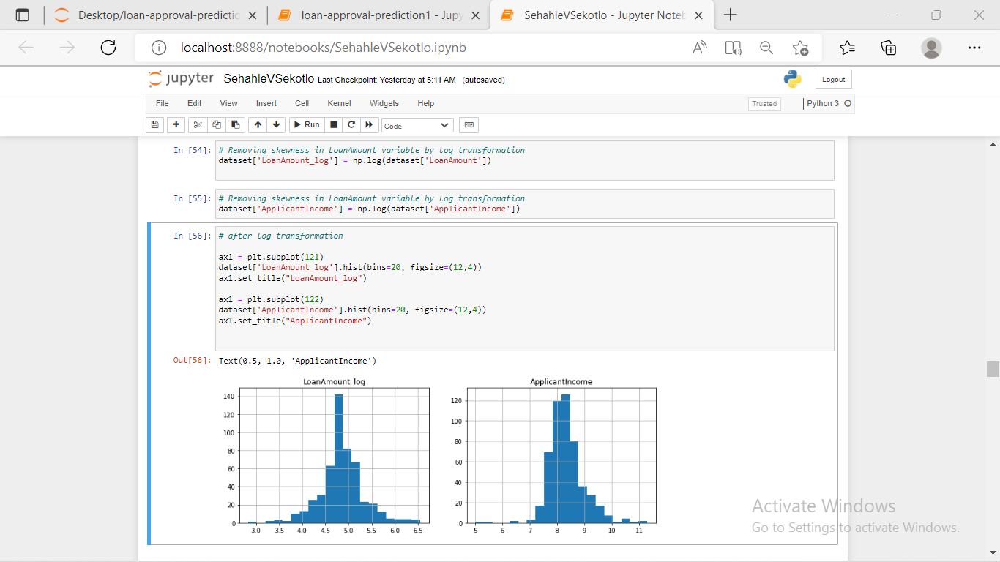 Desktop/loan-approval-predictic
loan-approval-prediction1 - Jupy
SehahleVSekotlo - Jupyter Noteb
localhost:8888/notebooks/SehahleVSekotlo.ipynb
jupyter SehahleVSekotlo Last Checkpoint: Yesterday at 5:11 AM (autosaved)
Logout
File Edit View Insert Cell Kernel Widgets Help
Trusted
Python 3
Run
Code
In [54]: # Removing skewness in LoanAmount variable by log transformation
dataset['LoanAmount_log'] = np.log(dataset['LoanAmount'])
In [55]: # Removing skewness in LoanAmount variable by log transformation
dataset['ApplicantIncome'] = np.log(dataset['ApplicantIncome'])
In [56]: # after log transformation
ax1 = plt.subplot(121)
dataset['LoanAmount_log'].hist(bins=20, figsize=(12,4))
ax1.set_title("LoanAmount_log")
ax1 = plt.subplot(122)
dataset['ApplicantIncome'].hist(bins=20, figsize=(12,4))
ax1.set_title("ApplicantIncome")
Out[56]: Text(0.5, 1.0, 'ApplicantIncome')
LoanAmount_log
140
120
100
80
60
40
20
0
3.0 3.5 4.0 4.5 5.0 5.5 6.0 6.5
ApplicantIncome
120
100
80
60
40
20
0
5 6 7 8 9 10 11
Activate Windows
Go to Settings to activate Windows.